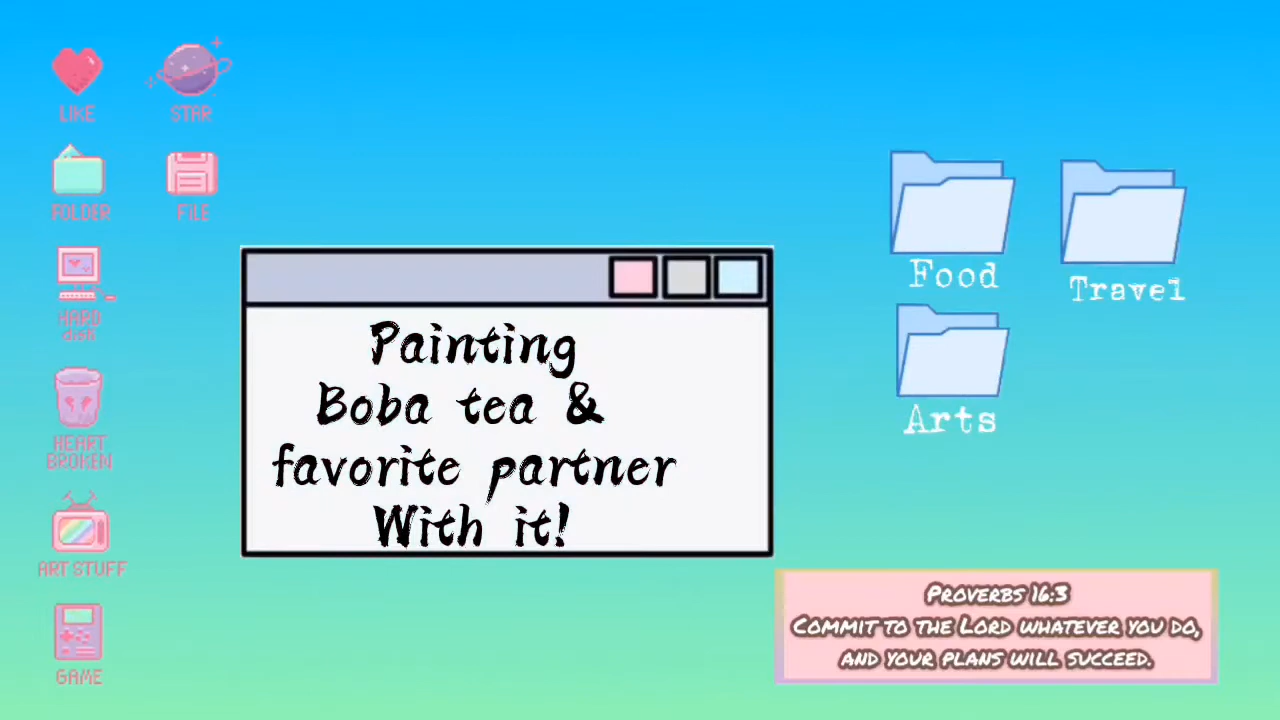 LIKE
STAR
FOLDER
FiLE
HARD
disk
HEART
BROKEN
ART STUFF
GAME
Painting
Boba tea &
favorite partner
With it!
Food
Travel
Arts
Proverbs 16:3
Commit to the Lord whatever you do,
and your plans will succeed.